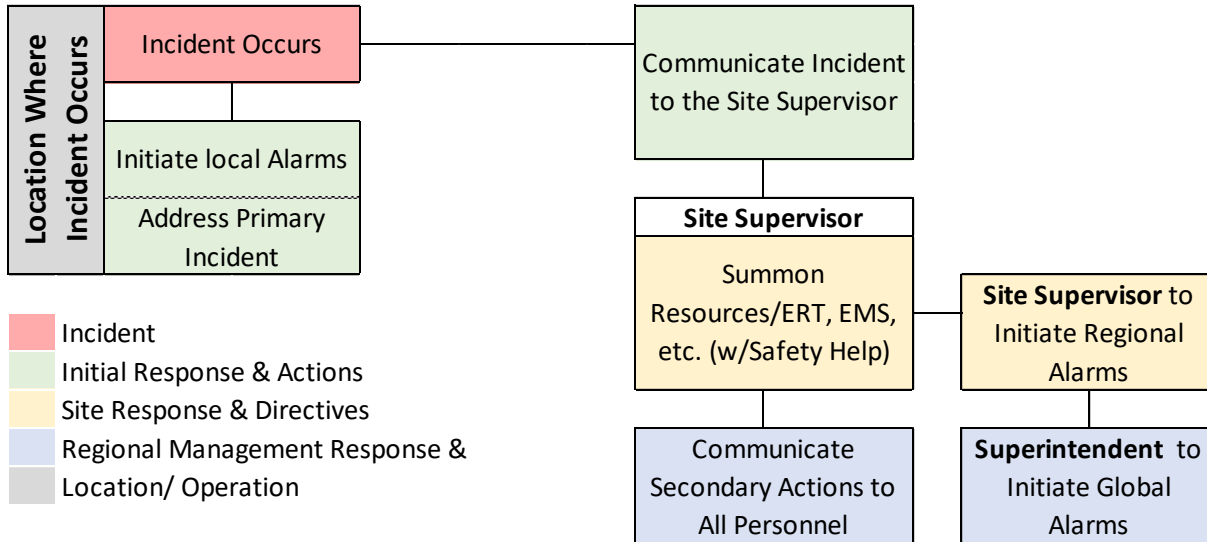 Location Where
Incident Occurs
Incident Occurs
Initiate local Alarms
Address Primary
Incident
Communicate Incident
to the Site Supervisor
Site Supervisor
Summon
Resources/ERT, EMS,
etc. (w/Safety Help)
Site Supervisor to
Initiate Regional
Alarms
Communicate
Secondary Actions to
All Personnel
Superintendent to
Initiate Global
Alarms
Incident
Initial Response & Actions
Site Response & Directives
Regional Management Response &
Location/ Operation